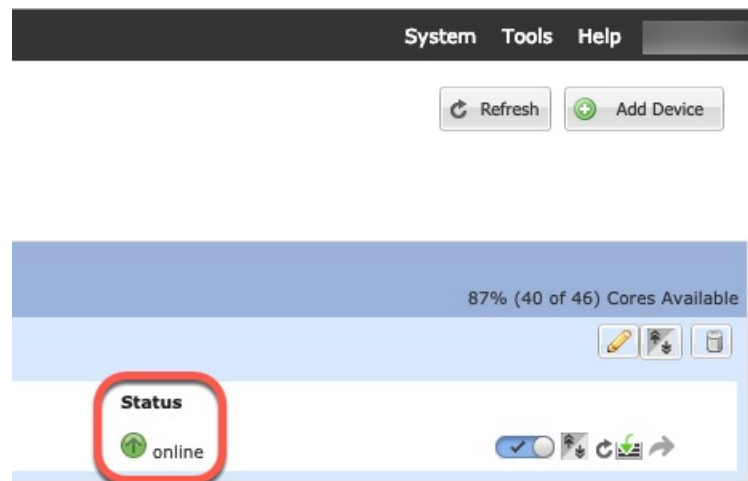 System Tools Help
Refresh Add Device
87% (40 of 46) Cores Available
Status
online